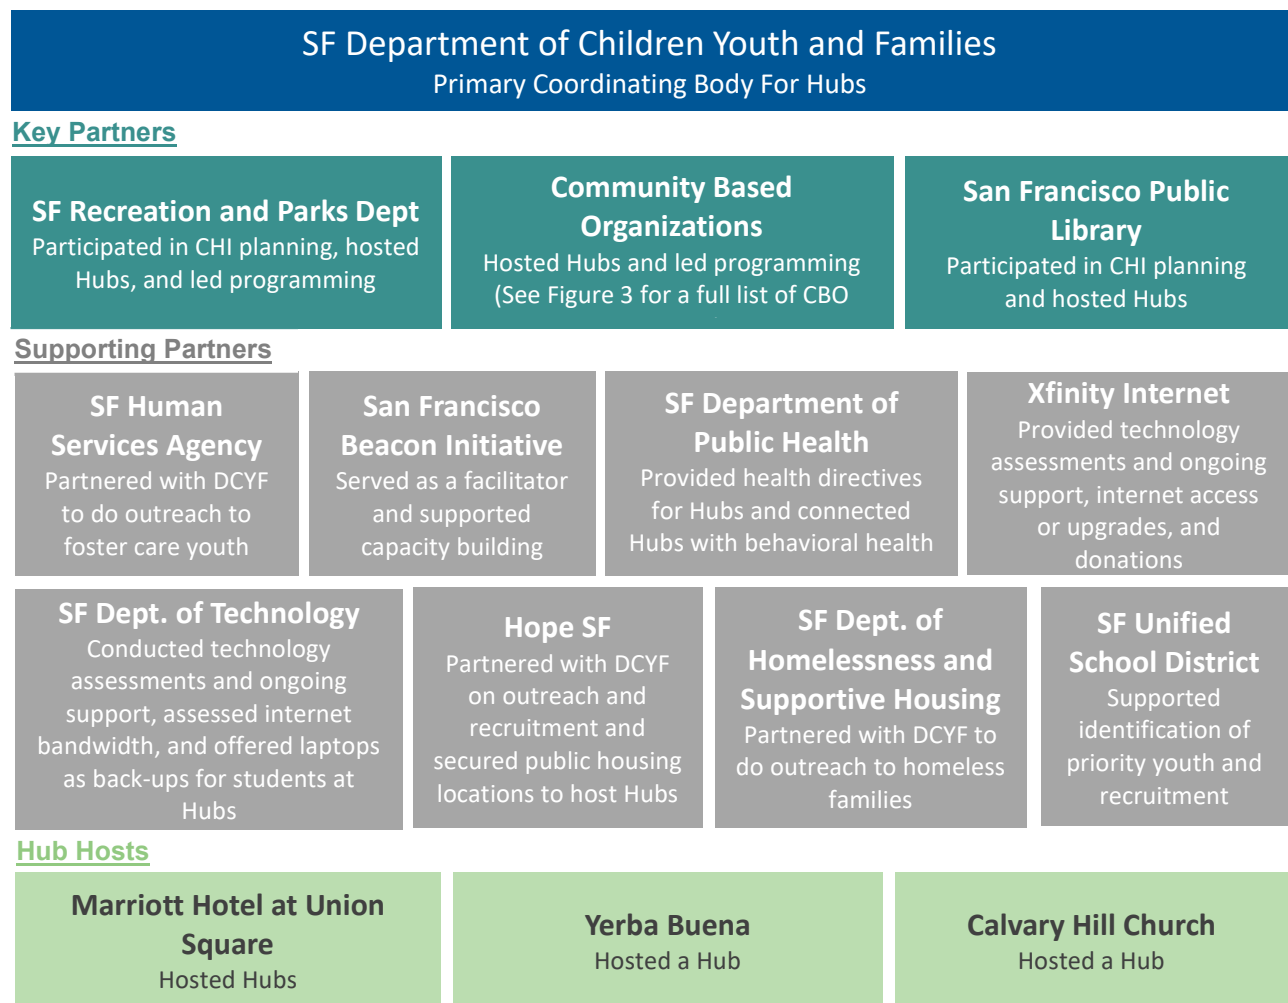 SF Department of Children Youth and Families
Primary Coordinating Body For Hubs
Key Partners
SF Recreation and Parks Dept
Participated in CHI planning, hosted
Hubs, and led programming
Community Based
Organizations
Hosted Hubs and led programming
(See Figure 3 for a full list of CBO
San Francisco Public
Library
Participated in CHI planning
and hosted Hubs
Supporting Partners
SF Human
Services Agency
Partnered with DCYF
to do outreach to
foster care youth
San Francisco
Beacon Initiative
Served as a facilitator
and supported
capacity building
SF Department of
Public Health
Provided health directives
for Hubs and connected
Hubs with behavioral health
Xfinity Internet
Provided technology
assessments and ongoing
support, internet access
or upgrades, and
donations
SF Dept. of Technology
Conducted technology
assessments and ongoing
support, assessed internet
bandwidth, and offered laptops
as back-ups for students at
Hubs
Hope SF
Partnered with DCYF
on outreach and
recruitment and
secured public housing
locations to host Hubs
SF Dept. of
Homelessness and
Supportive Housing
Partnered with DCYF to
do outreach to homeless
families
SF Unified
School District
Supported
identification of
priority youth and
recruitment
Hub Hosts
Marriott Hotel at Union
Square
Hosted Hubs
Yerba Buena
Hosted a Hub
Calvary Hill Church
Hosted a Hub